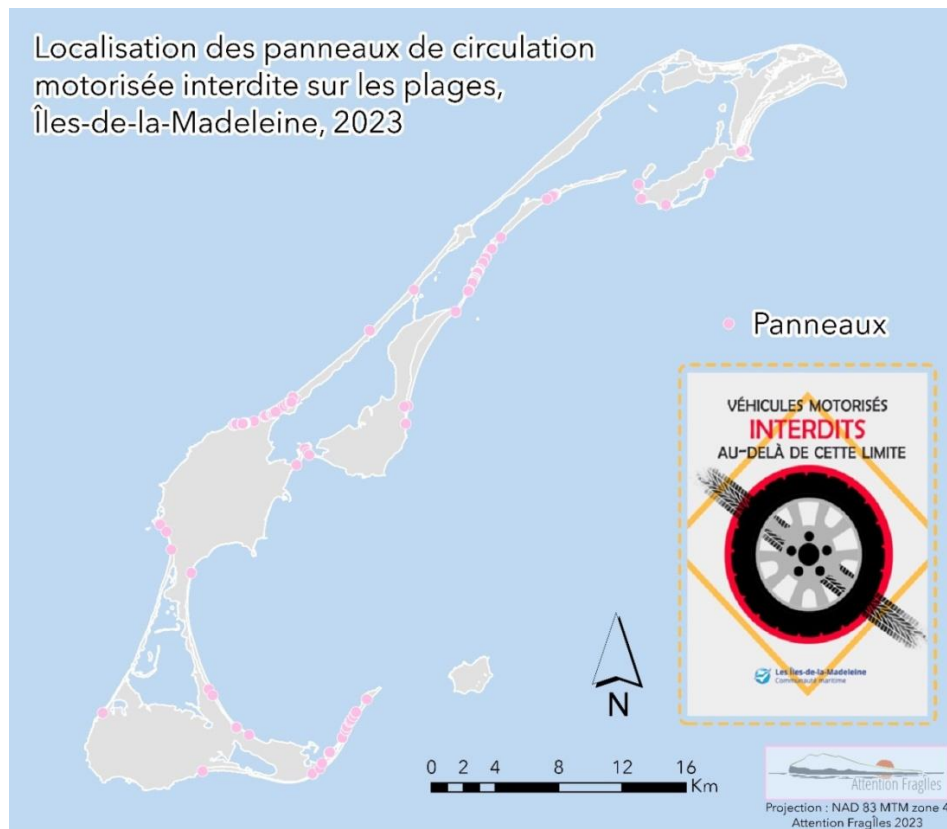 Localisation des panneaux de circulation
motorisée interdite sur les plages,
Îles-de-la-Madeleine, 2023
Panneaux
VÉHICULES MOTORISÉS
INTERDITS
AU-DELÀ DE CETTE LIMITE
Les Îles-de-la-Madeleine
Communauté maritime
N
0 2 4 8 12 16
Km
Attention FragÎles
Projection : NAD 83 MTM zone 4
Attention FragÎles 2023